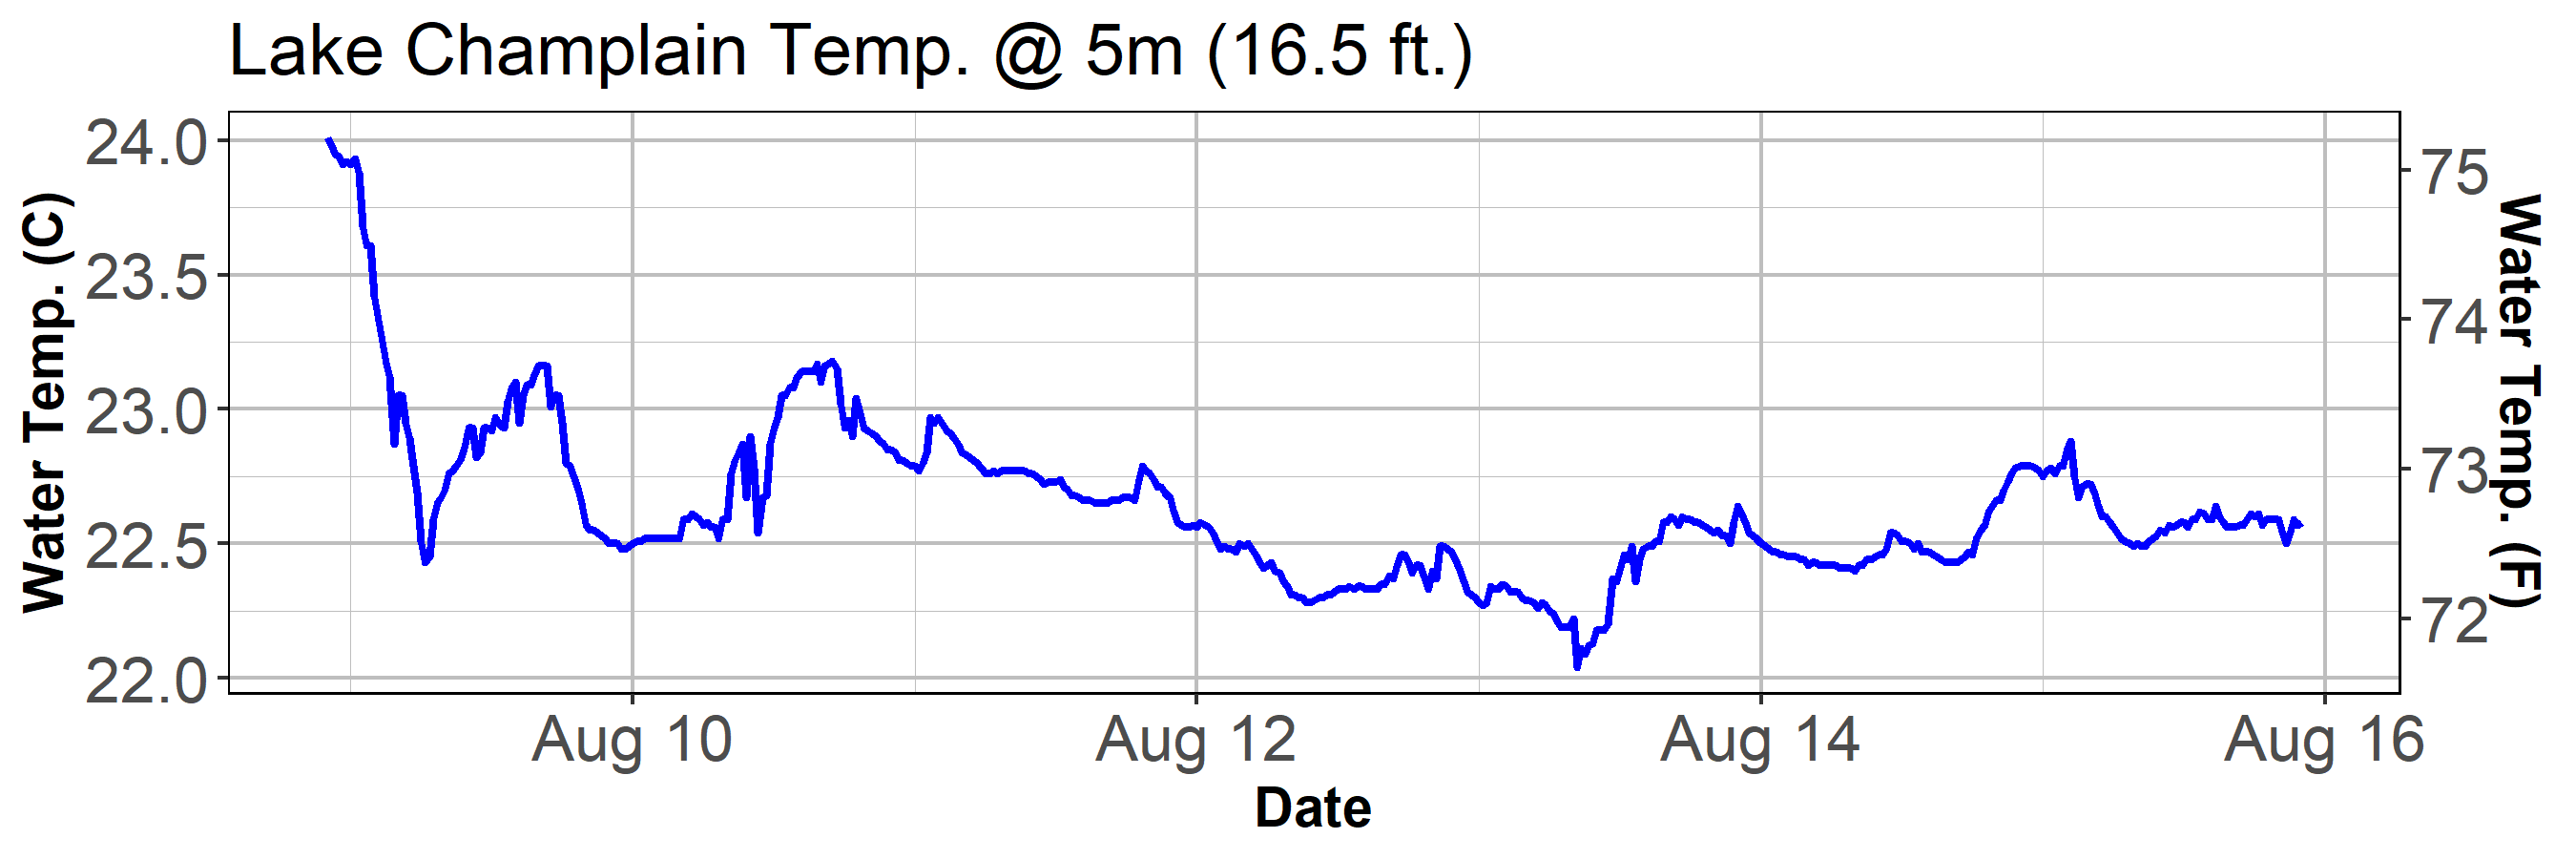 Lake Champlain Temp. @ 5m (16.5 ft.)
Water Temp. (C)
24.0
23.5
23.0
22.5
22.0
75
74
73
72
Water Temp. (F)
Aug 10
Aug 12
Aug 14
Aug 16
Date